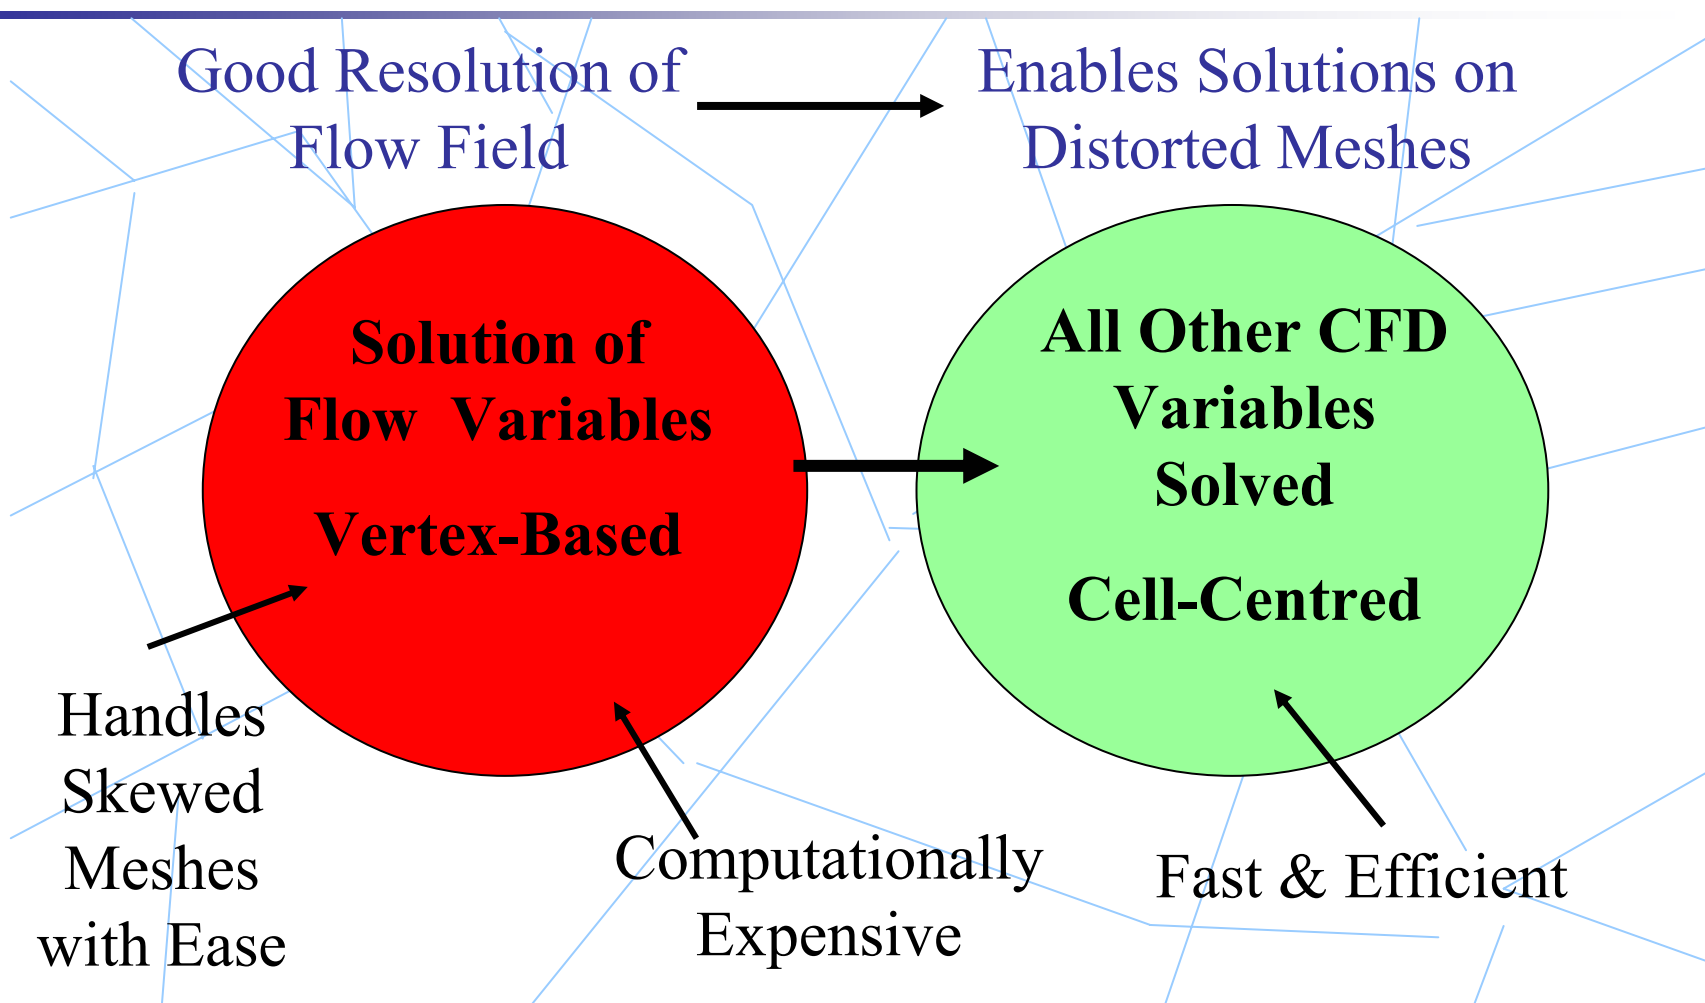 Good Resolution of
Flow Field
Enables Solutions on
Distorted Meshes
Solution of
Flow Variables
Vertex-Based
All Other CFD
Variables
Solved
Cell-Centred
Handles
Skewed
Meshes
with Ease
Computationally
Expensive
Fast & Efficient